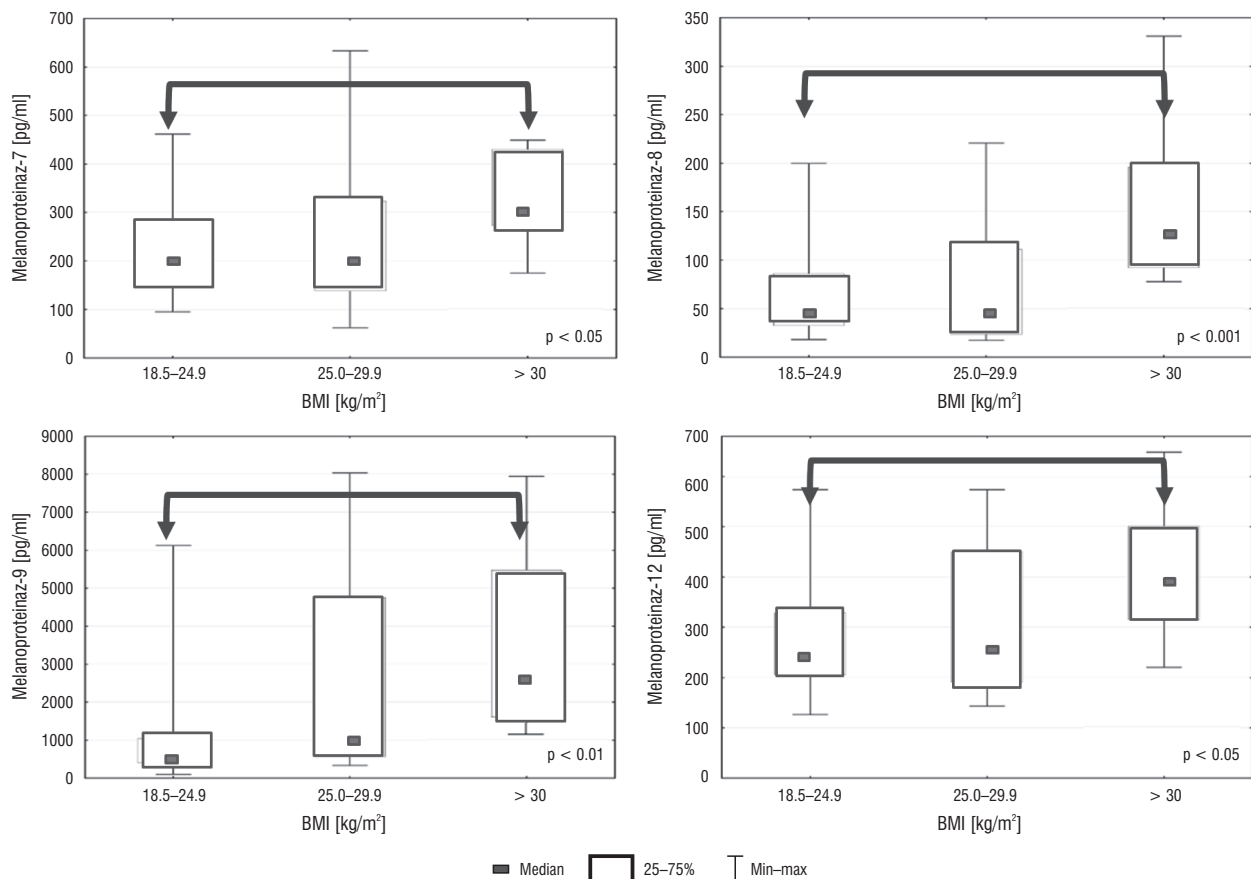 700
600
500
400
300
200
100
0
Melanoproteinaz-7 [pg/ml]
p < 0.05
18.5–24.9 25.0–29.9 > 30
BMI [kg/m²]
350
300
250
200
150
100
50
0
Melanoproteinaz-8 [pg/ml]
p < 0.001
18.5–24.9 25.0–29.9 > 30
BMI [kg/m²]
9000
8000
7000
6000
5000
4000
3000
2000
1000
0
Melanoproteinaz-9 [pg/ml]
p < 0.01
18.5–24.9 25.0–29.9 > 30
BMI [kg/m²]
700
600
500
400
300
200
100
0
Melanoproteinaz-12 [pg/ml]
p < 0.05
18.5–24.9 25.0–29.9 > 30
BMI [kg/m²]
Median 25–75% Min–max